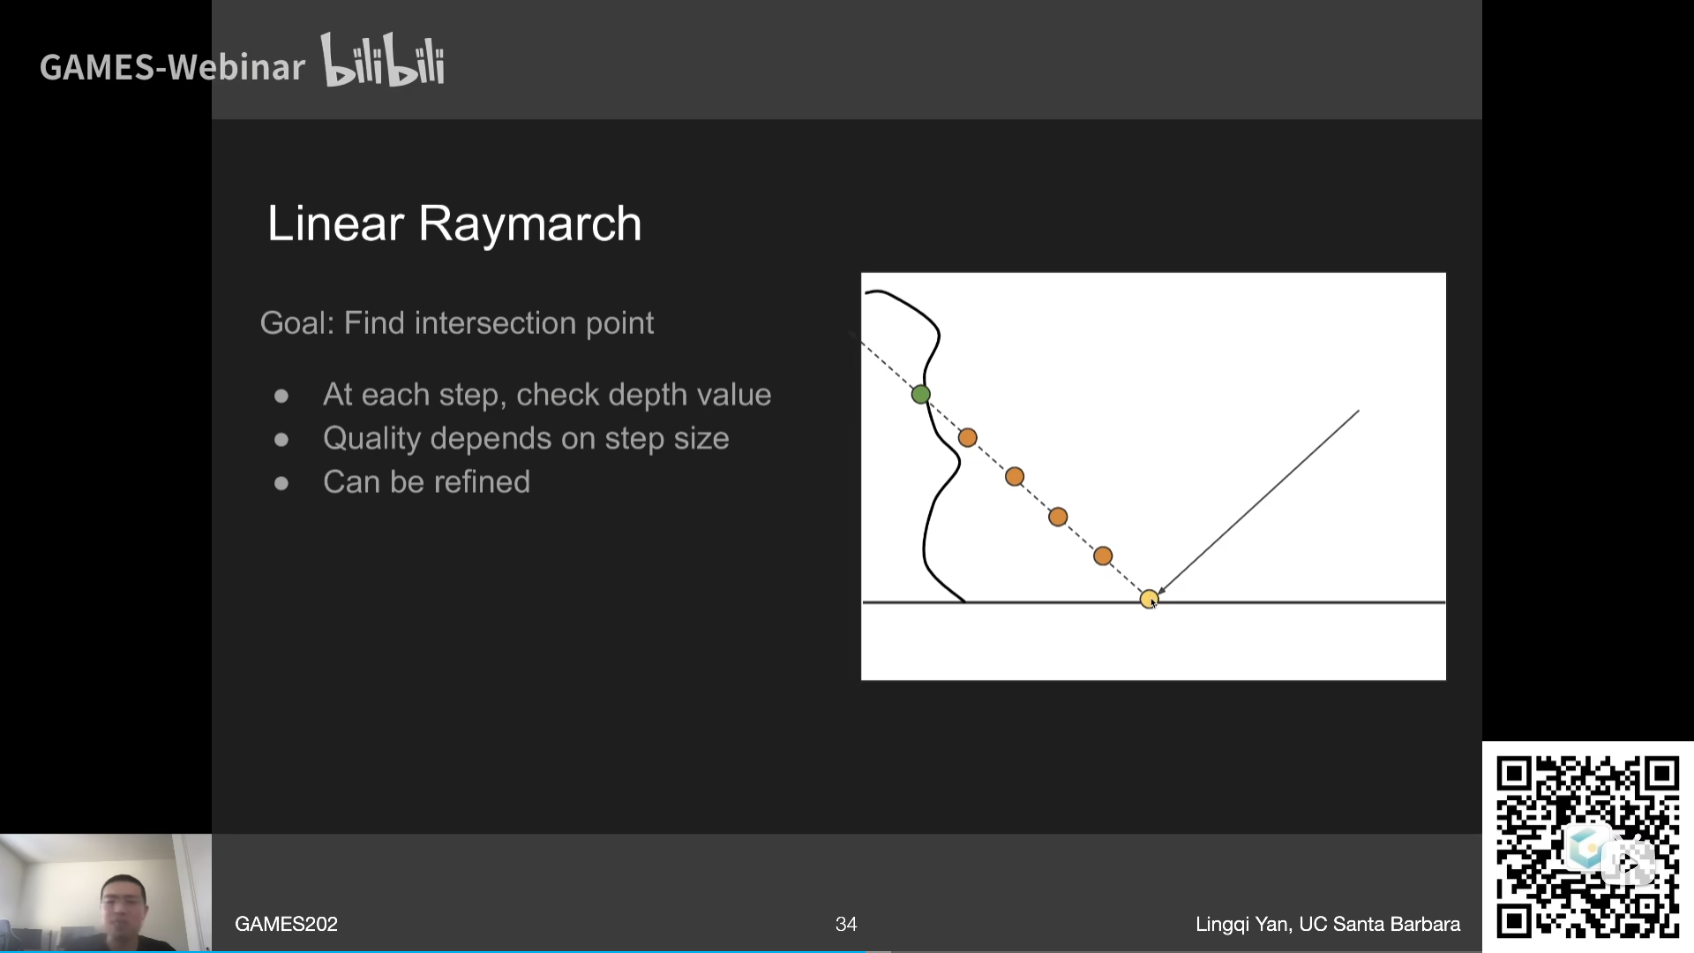 GAMES-Webinar bilibili
Linear Raymarch
Goal: Find intersection point
● At each step, check depth value
● Quality depends on step size
● Can be refined
GAMES202
34
Lingqi Yan, UC Santa Barbara